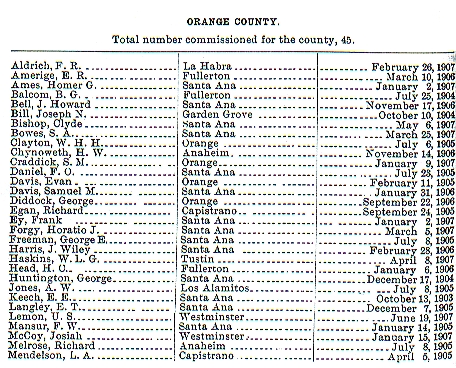 ORANGE COUNTY.
Total number commissioned for the county, 45.
Aldrich, F. R. La Habra February 26, 1907
Amerige, E. R. Fullerton March 10, 1906
Ames, Homer G. Santa Ana January 2, 1907
Balcom, B. G. Fullerton July 25, 1904
Bell, J. Howard Santa Ana November 17, 1906
Bill, Joseph N. Garden Grove October 10, 1904
Bishop, Clyde Santa Ana May 6, 1907
Bowes, S. A. Santa Ana March 25, 1907
Clayton, W. H. H. Orange July 6, 1905
Chynoweth, H. W. Anaheim November 14, 1906
Craddick, S. M. Orange January 9, 1907
Daniel, F. O. Santa Ana July 23, 1905
Davis, Evan Orange February 11, 1905
Davis, Samuel M. Santa Ana January 31, 1906
Diddock, George Orange September 22, 1906
Egan, Richard Capistrano September 24, 1905
Ey, Frank Santa Ana January 2, 1907
Forgy, Horatio J. Santa Ana March 5, 1907
Freeman, George E. Santa Ana July 8, 1905
Harris, J. Wiley Santa Ana February 28, 1906
Haskins, W. L. G. Tustin April 8, 1907
Head, H. C. Fullerton January 6, 1906
Huntington, George Santa Ana December 17, 1904
Jones, A. W. Los Alamitos July 8, 1905
Keech, E. E. Santa Ana October 13, 1903
Langley, E. T. Santa Ana December 7, 1905
Lemon, U. S. Westminster June 19, 1907
Mansur, F. W. Santa Ana January 14, 1905
McCoy, Josiah Westminster January 15, 1907
Melrose, Richard Anaheim July 8, 1905
Mendelson, L. A. Capistrano April 5, 1905